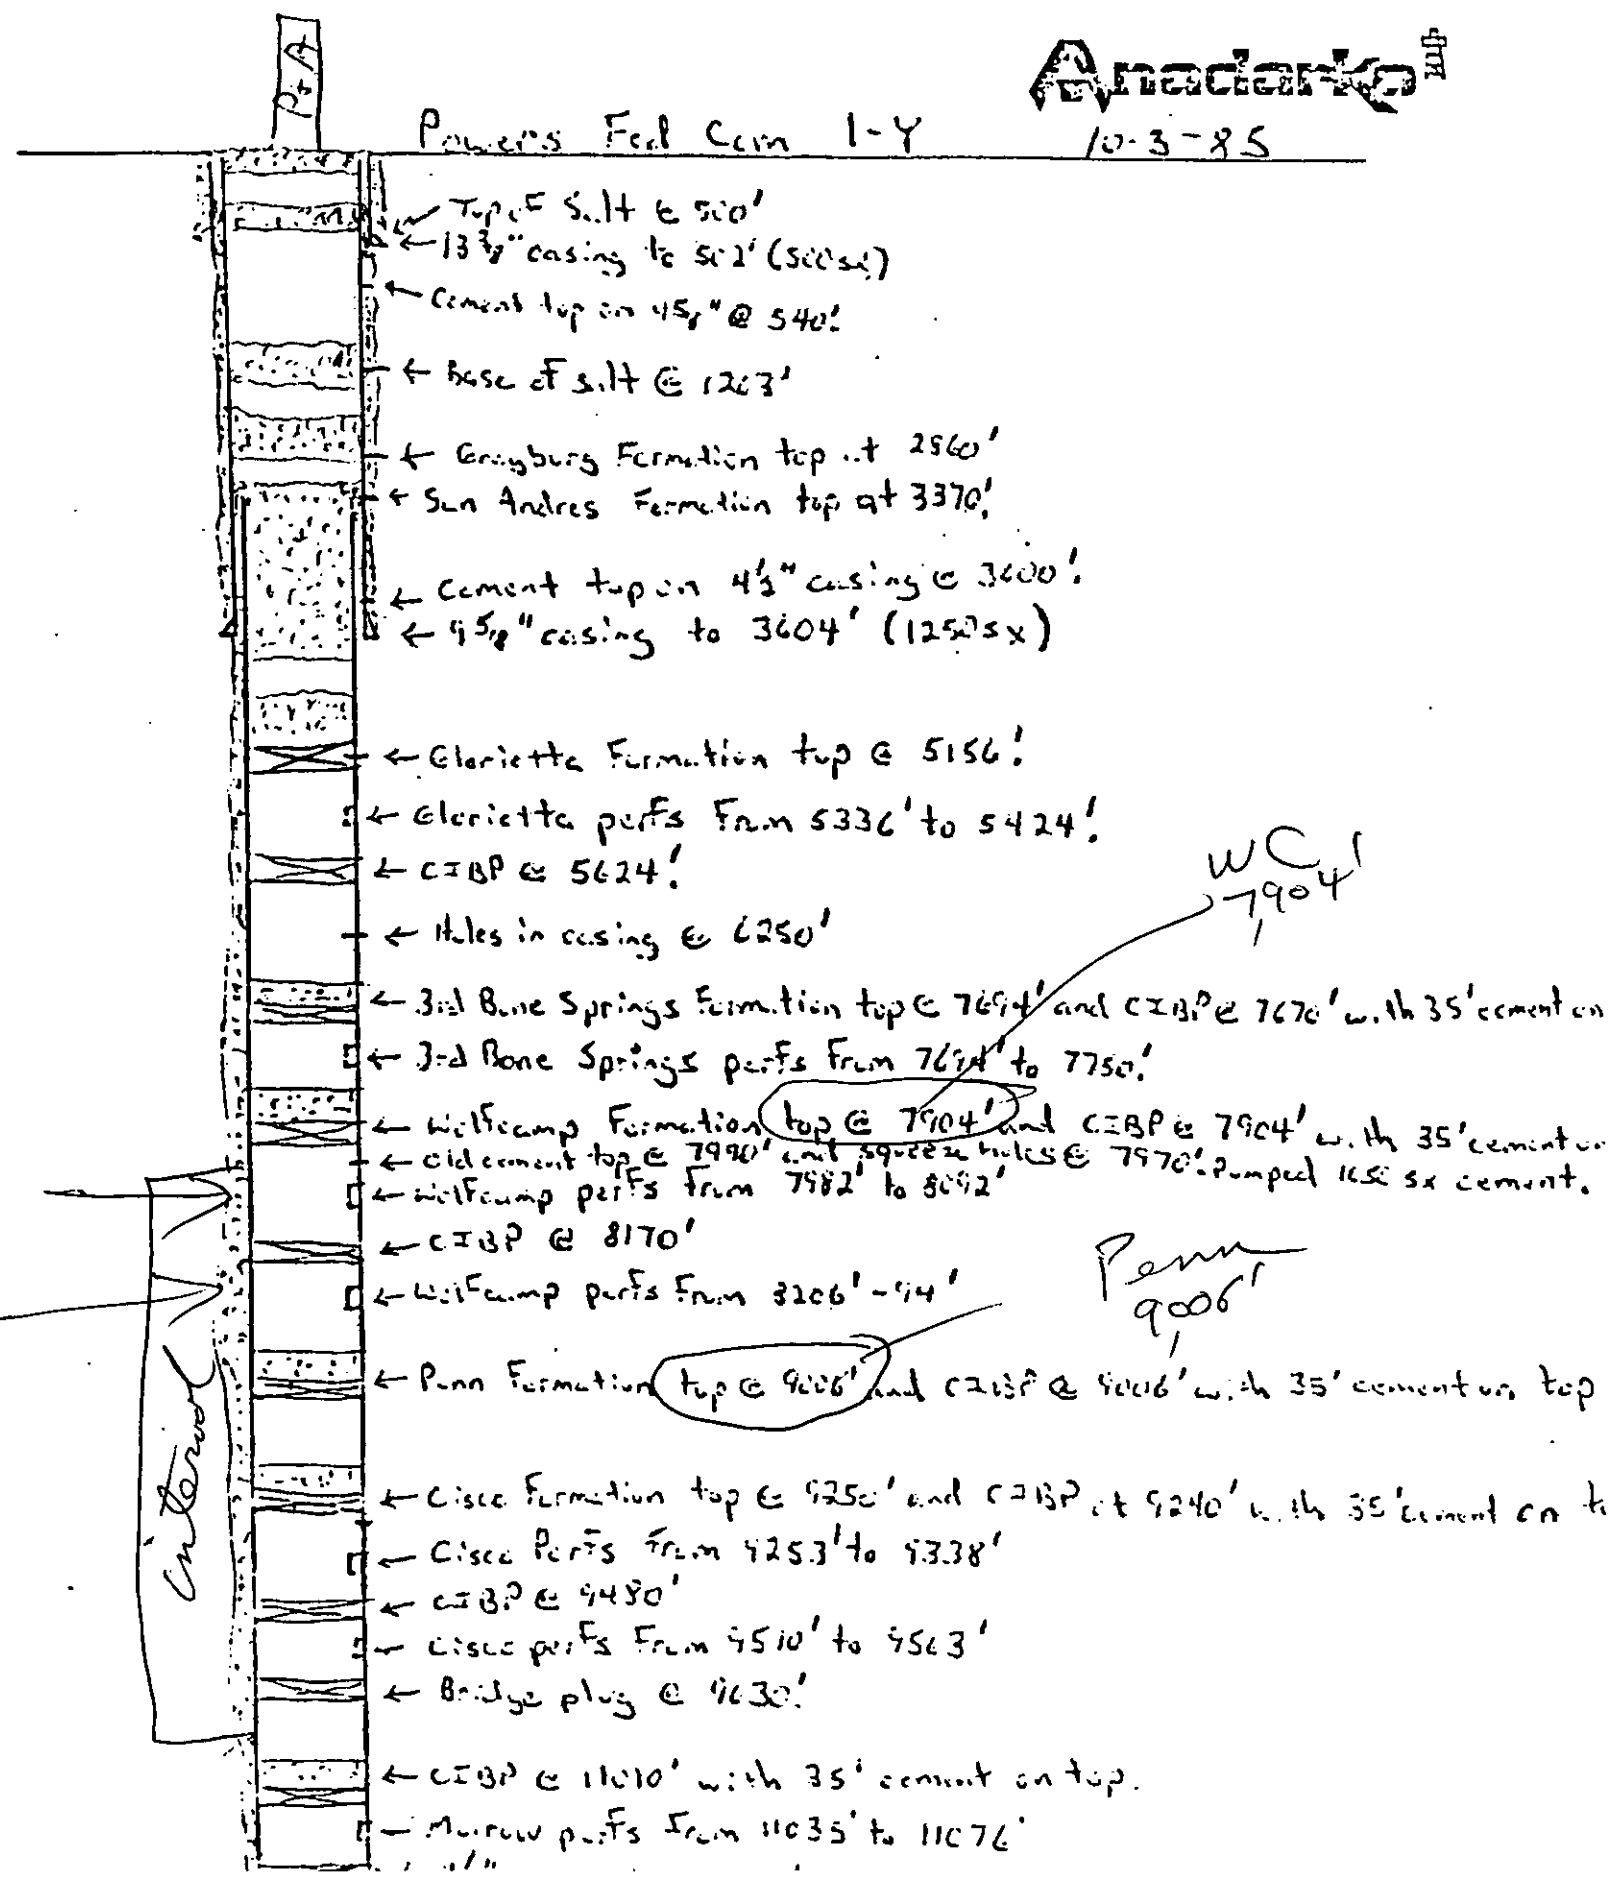 P+A
Anadarko
Powers Fed Com 1-Y 10-3-85
← Top of Salt @ 500'
← 13 3/8" casing to 502' (500sx)
← Cement top on 9 5/8" @ 540'.
← Base of salt @ 1263'
← Grayburg Formation top at 2860'
← San Andres Formation top at 3370'.
← Cement top on 4 1/2" casing @ 3600'.
← 9 5/8" casing to 3604' (1250sx)
← Glorietta Formation top @ 5156'.
← Glorietta perfs from 5336' to 5424'.
WC
7904'
← CIBP @ 5624'.
← Holes in casing @ 6250'
← 3rd Bone Springs Formation top @ 7694' and CIBP @ 7670' with 35' cement on
← 3rd Bone Springs perfs from 7694' to 7750'.
← Wolfcamp Formation top @ 7904' and CIBP @ 7904' with 35' cement on
← Old cement top @ 7990' and squeeze holes @ 7970'. Pumped 1650 sx cement.
← Wolfcamp perfs from 7982' to 8092'
← CIBP @ 8170'
Penn
9006'
← Wolfcamp perfs from 8206'-94'
← Penn Formation top @ 9006' and CIBP @ 9006' with 35' cement on top
interval
← Cisco Formation top @ 9250' and CIBP at 9240' with 35' cement on to
← Cisco Perfs from 9253' to 9338'
← CIBP @ 9480'
← Cisco perfs from 9510' to 9563'
← Bridge plug @ 9630'.
← CIBP @ 11010' with 35' cement on top.
← Morrow perfs from 11035' to 11076'